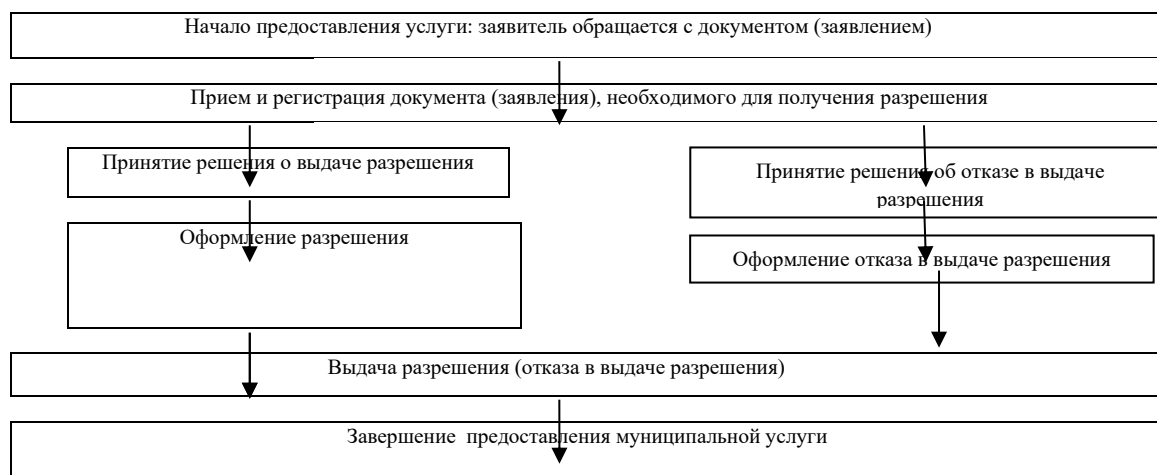 Начало предоставления услуги: заявитель обращается с документом (заявлением)
Прием и регистрация документа (заявления), необходимого для получения разрешения
Принятие решения о выдаче разрешения
Принятие решения об отказе в выдаче
разрешения
Оформление разрешения
Оформление отказа в выдаче разрешения
Выдача разрешения (отказа в выдаче разрешения)
Завершение предоставления муниципальной услуги